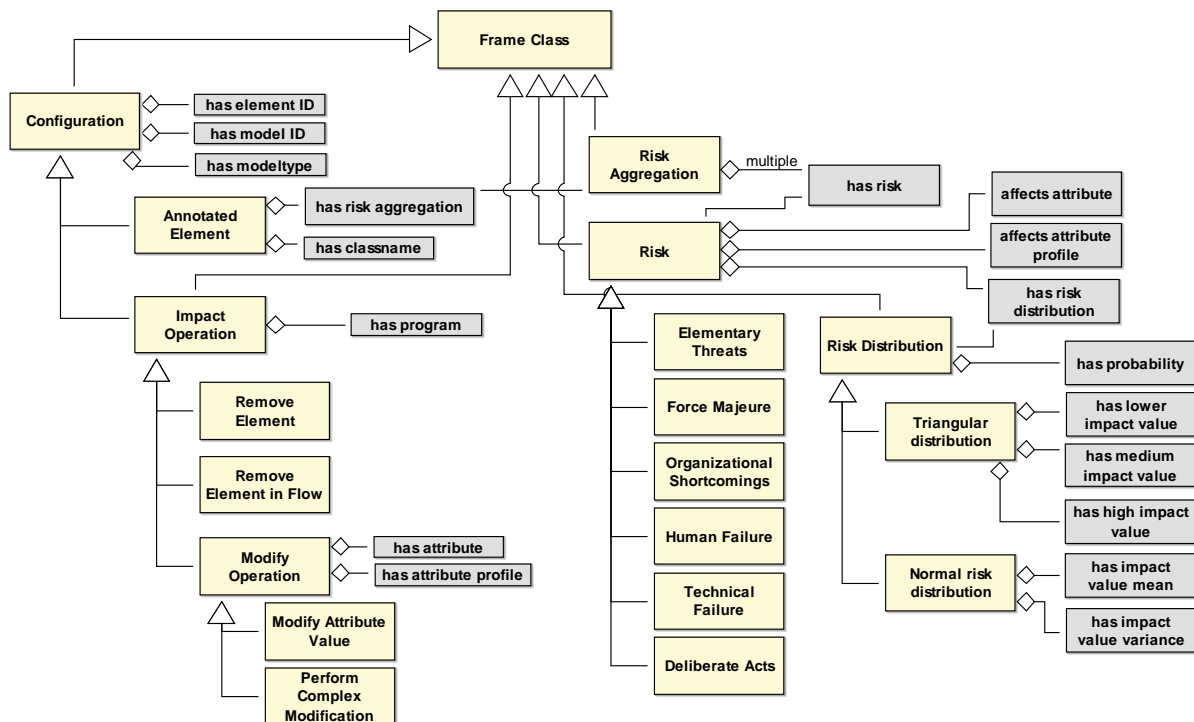 Frame Class
Configuration
has element ID
has model ID
has modeltype
Risk
Aggregation
multiple
has risk
affects attribute
Annotated
Element
has risk aggregation
has classname
Risk
affects attribute
profile
has risk
distribution
Impact
Operation
has program
Elementary
Threats
Risk Distribution
has probability
Remove
Element
Force Majeure
Triangular
distribution
has lower
impact value
has medium
impact value
Remove
Element in Flow
Organizational
Shortcomings
has high impact
value
Modify
Operation
has attribute
has attribute profile
Human Failure
Normal risk
distribution
has impact
value mean
Technical
Failure
has impact
value variance
Modify Attribute
Value
Deliberate Acts
Perform
Complex
Modification